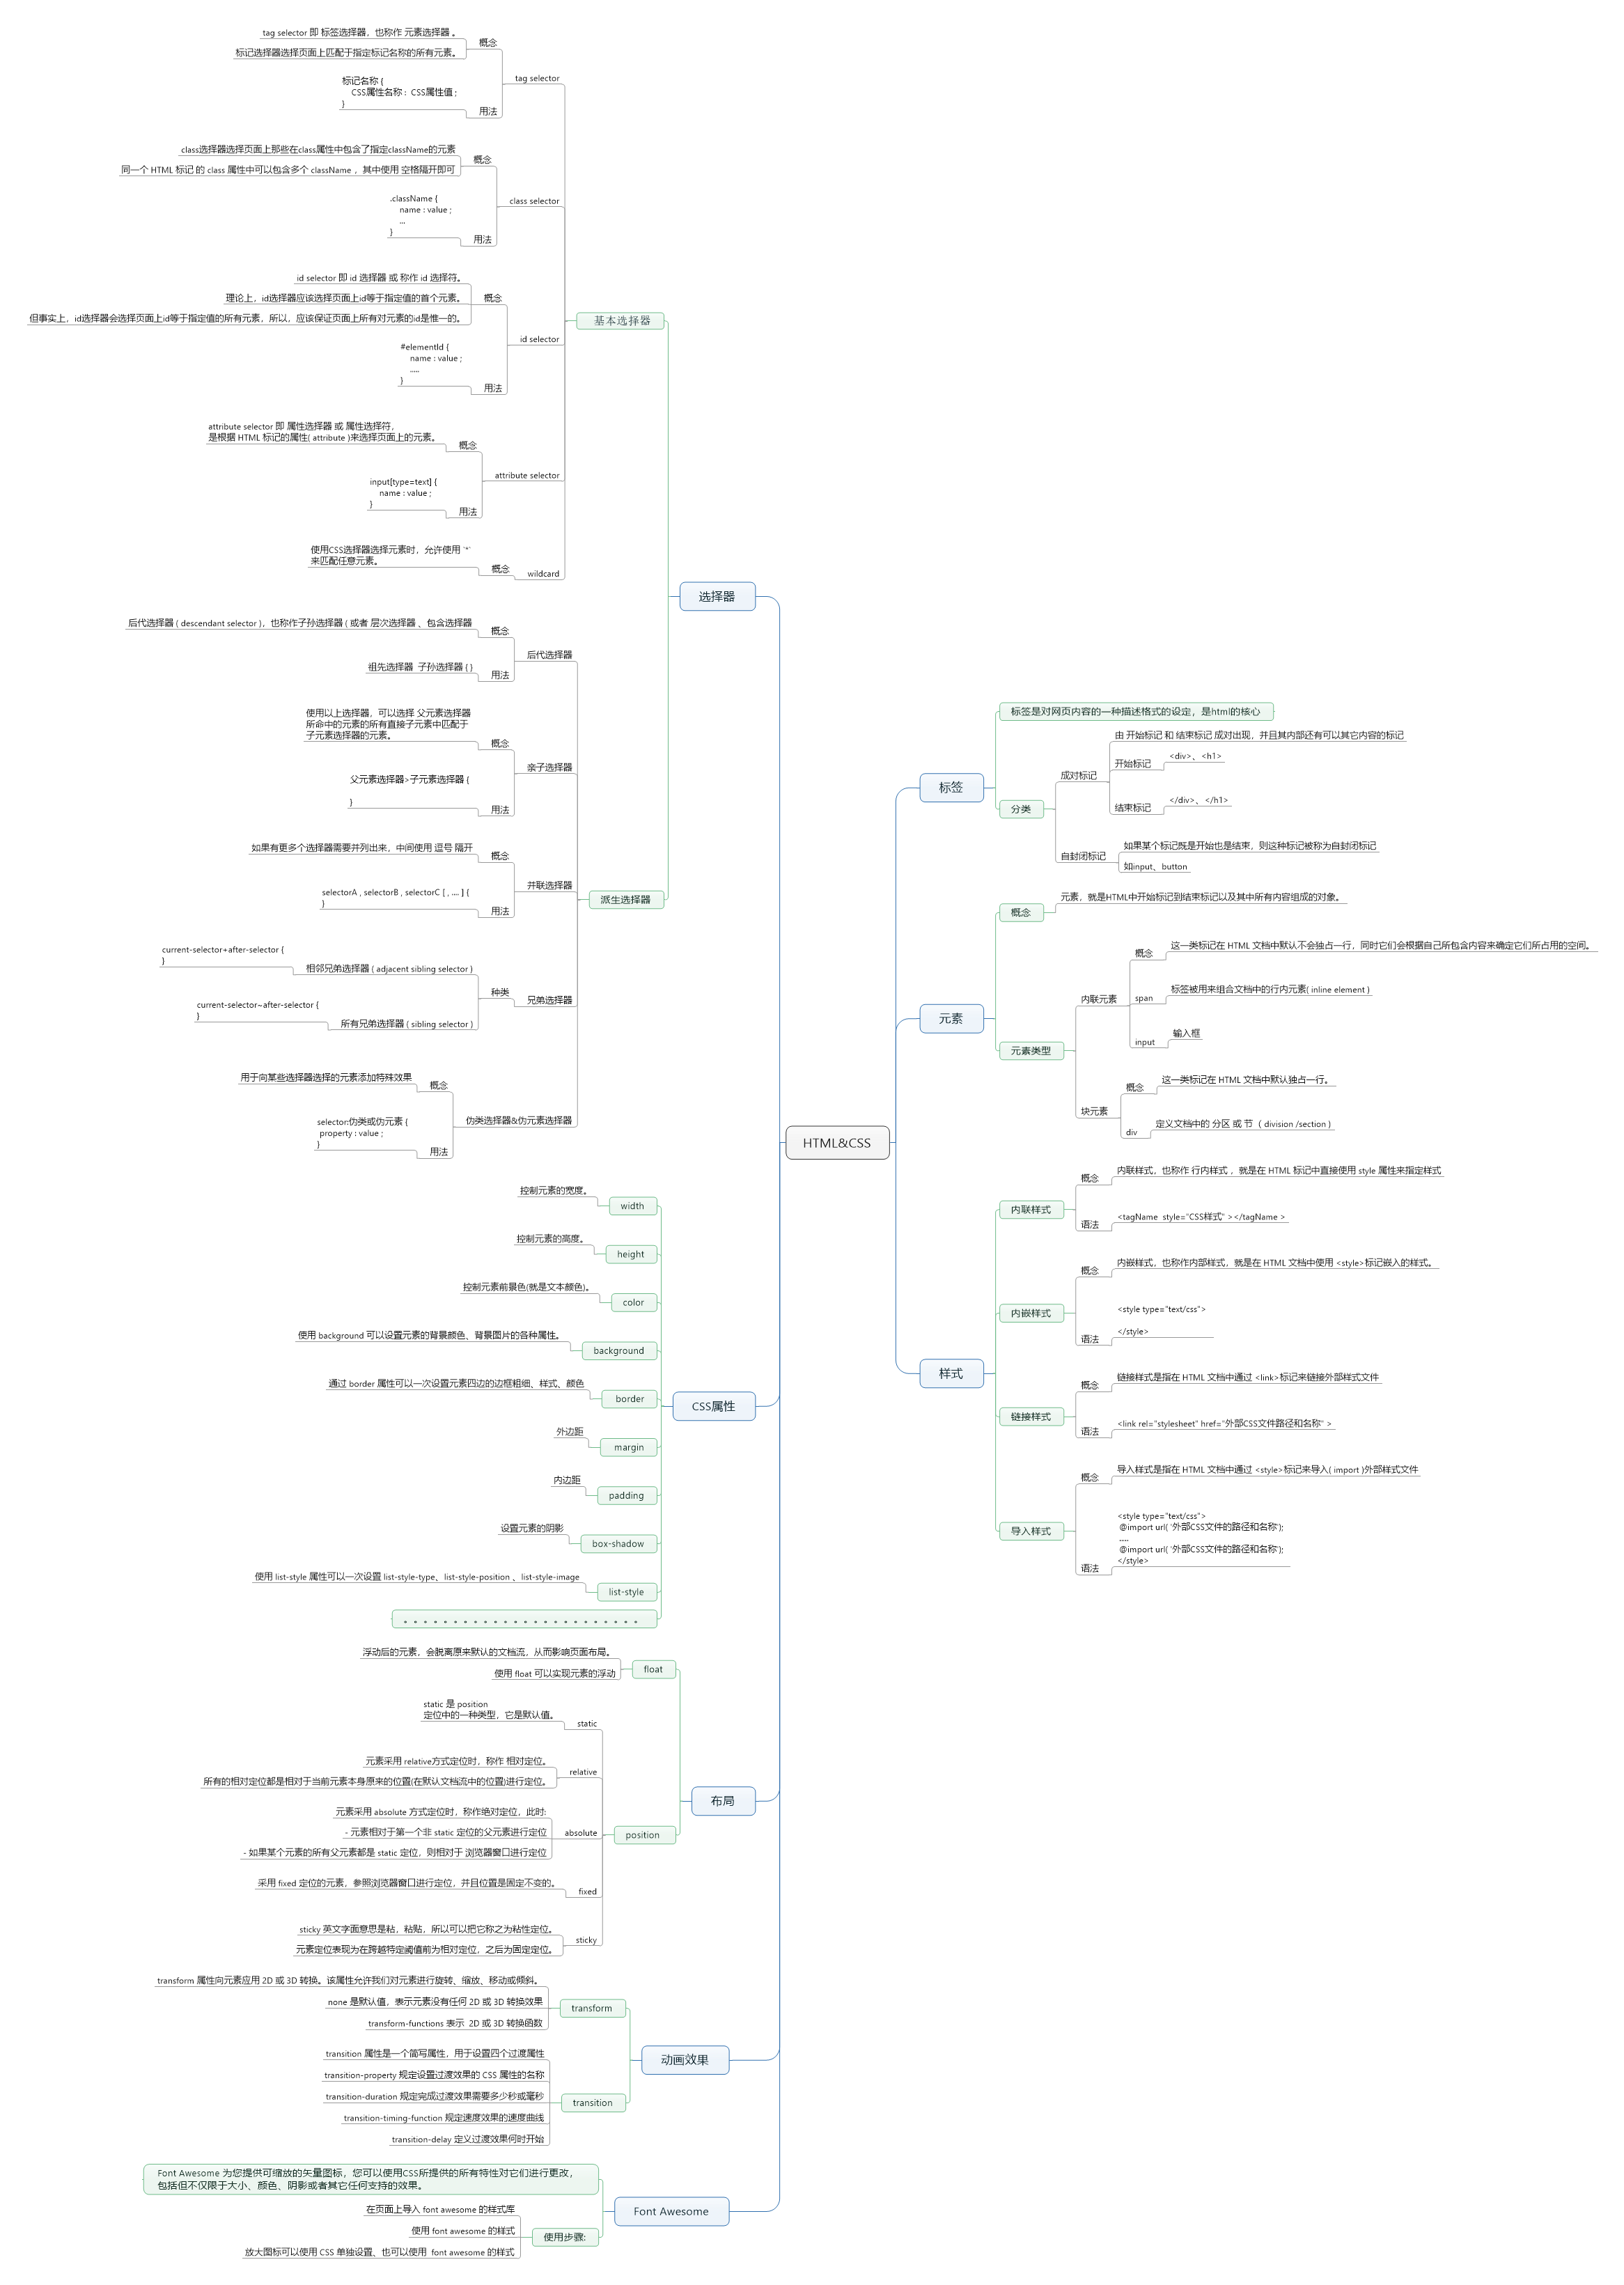 HTML&CSS
标签
标签是对网页内容的一种描述格式的设定，是html的核心
分类
成对标记
由 开始标记 和 结束标记 成对出现，并且其内部还有可以其它内容的标记
开始标记
<div>、<h1>
结束标记
</div>、</h1>
自封闭标记
如果某个标记既是开始也是结束，则这种标记被称为自封闭标记
如input、button
元素
概念
元素，就是HTML中开始标记到结束标记以及其中所有内容组成的对象。
元素类型
内联元素
概念
这一类标记在 HTML 文档中默认不会独占一行，同时它们会根据自己所包含内容来确定它们所占用的空间。
span
标签被用来组合文档中的行内元素( inline element )
input
输入框
块元素
概念
这一类标记在 HTML 文档中默认独占一行。
div
定义文档中的 分区 或 节 （ division /section )
样式
内联样式
概念
内联样式，也称作 行内样式 ，就是在 HTML 标记中直接使用 style 属性来指定样式
语法
<tagName  style="CSS样式" ></tagName >
内嵌样式
概念
内嵌样式，也称作内部样式，就是在 HTML 文档中使用 <style>标记嵌入的样式。
语法
<style type="text/css">
</style>
链接样式
概念
链接样式是指在 HTML 文档中通过 <link>标记来链接外部样式文件
语法
<link rel="stylesheet" href="外部CSS文件路径和名称" >
导入样式
概念
导入样式是指在 HTML 文档中通过 <style>标记来导入( import )外部样式文件
语法
<style type="text/css">
@import url( '外部CSS文件的路径和名称');
....
@import url( '外部CSS文件的路径和名称');
</style>
选择器
基本选择器
tag selector
概念
tag selector 即 标签选择器，也称作 元素选择器 。
标记选择器选择页面上匹配于指定标记名称的所有元素。
用法
标记名称 {
CSS属性名称 :  CSS属性值 ;
}
class selector
概念
class选择器选择页面上那些在class属性中包含了指定className的元素
同一个 HTML 标记 的 class 属性中可以包含多个 className ，其中使用 空格隔开即可
用法
.className {
name : value ;
...
}
id selector
概念
id selector 即 id 选择器 或 称作 id 选择符。
理论上，id选择器应该选择页面上id等于指定值的首个元素。
但事实上，id选择器会选择页面上id等于指定值的所有元素，所以，应该保证页面上所有对元素的id是惟一的。
用法
#elementId {
name : value ;
.....
}
attribute selector
概念
attribute selector 即 属性选择器 或 属性选择符，
是根据 HTML 标记的属性( attribute )来选择页面上的元素。
用法
input[type=text] {
name : value ;
}
wildcard
概念
使用CSS选择器选择元素时，允许使用 `*`
来匹配任意元素。
派生选择器
后代选择器
概念
后代选择器 ( descendant selector )，也称作子孙选择器 ( 或者 层次选择器 、包含选择器
用法
祖先选择器  子孙选择器 { }
亲子选择器
概念
使用以上选择器，可以选择 父元素选择器
所命中的元素的所有直接子元素中匹配于
子元素选择器的元素。
用法
父元素选择器>子元素选择器 {
}
并联选择器
概念
如果有更多个选择器需要并列出来，中间使用 逗号 隔开
用法
selectorA , selectorB , selectorC [ , .... ] {
}
兄弟选择器
种类
相邻兄弟选择器 ( adjacent sibling selector )
current-selector+after-selector {
}
所有兄弟选择器 ( sibling selector )
current-selector~after-selector {
}
伪类选择器&伪元素选择器
概念
用于向某些选择器选择的元素添加特殊效果
用法
selector:伪类或伪元素 {
property : value ;
}
CSS属性
width
控制元素的宽度。
height
控制元素的高度。
color
控制元素前景色(就是文本颜色)。
background
使用 background 可以设置元素的背景颜色、背景图片的各种属性。
border
通过 border 属性可以一次设置元素四边的边框粗细、样式、颜色
margin
外边距
padding
内边距
box-shadow
设置元素的阴影
list-style
使用 list-style 属性可以一次设置 list-style-type、list-style-position 、list-style-image
。。。。。。。。。。。。。。。。。。。。。。。。
布局
float
浮动后的元素，会脱离原来默认的文档流，从而影响页面布局。
使用 float 可以实现元素的浮动
position
static
static 是 position
定位中的一种类型，它是默认值。
relative
元素采用 relative方式定位时，称作 相对定位。
所有的相对定位都是相对于当前元素本身原来的位置(在默认文档流中的位置)进行定位。
absolute
元素采用 absolute 方式定位时，称作绝对定位，此时:
- 元素相对于第一个非 static 定位的父元素进行定位
- 如果某个元素的所有父元素都是 static 定位，则相对于 浏览器窗口进行定位
fixed
采用 fixed 定位的元素，参照浏览器窗口进行定位，并且位置是固定不变的。
sticky
sticky 英文字面意思是粘，粘贴，所以可以把它称之为粘性定位。
元素定位表现为在跨越特定阈值前为相对定位，之后为固定定位。
动画效果
transform
transform 属性向元素应用 2D 或 3D 转换。该属性允许我们对元素进行旋转、缩放、移动或倾斜。
none 是默认值，表示元素没有任何 2D 或 3D 转换效果
transform-functions 表示  2D 或 3D 转换函数
transition
transition 属性是一个简写属性，用于设置四个过渡属性
transition-property 规定设置过渡效果的 CSS 属性的名称
transition-duration 规定完成过渡效果需要多少秒或毫秒
transition-timing-function 规定速度效果的速度曲线
transition-delay 定义过渡效果何时开始
Font Awesome
Font Awesome 为您提供可缩放的矢量图标，您可以使用CSS所提供的所有特性对它们进行更改，
包括但不仅限于大小、颜色、阴影或者其它任何支持的效果。
使用步骤:
在页面上导入 font awesome 的样式库
使用 font awesome 的样式
放大图标可以使用 CSS 单独设置、也可以使用  font awesome 的样式